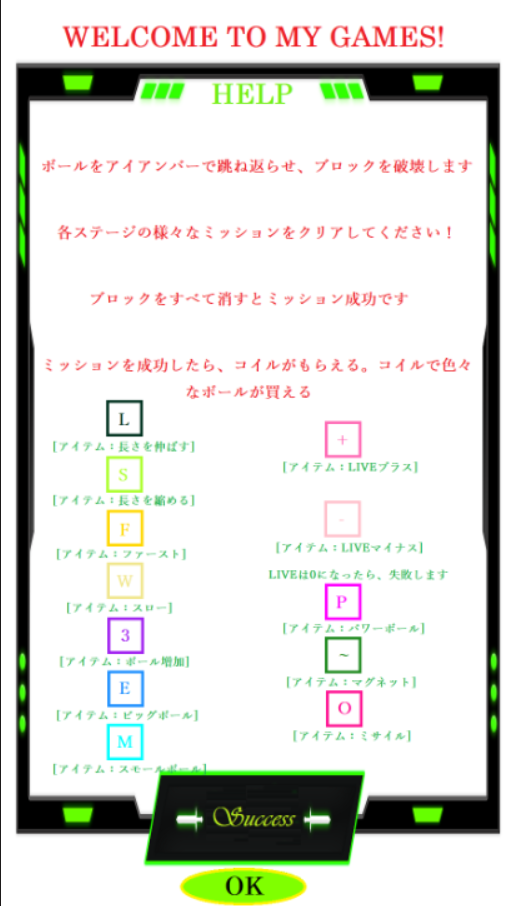 WELCOME TO MY GAMES!
HELP
ボールをアイアンバーで跳ね返らせ、ブロックを破壊します
各ステージの様々なミッションをクリアしてください！
ブロックをすべて消すとミッション成功です
ミッションを成功したら、コイルがもらえる。コイルで色々
なボールが買える
L
[アイテム：長さを伸ばす]
S
[アイテム：長さを縮める]
F
[アイテム：ファースト]
W
[アイテム：スロー]
3
[アイテム：ボール増加]
E
[アイテム：ビッグボール]
M
[アイテム：スモールボール]
+
[アイテム：LIVEプラス]
-
[アイテム：LIVEマイナス]
LIVEは0になったら、失敗します
P
[アイテム：パワーボール]
~
[アイテム：マグネット]
O
[アイテム：ミサイル]
Success
OK